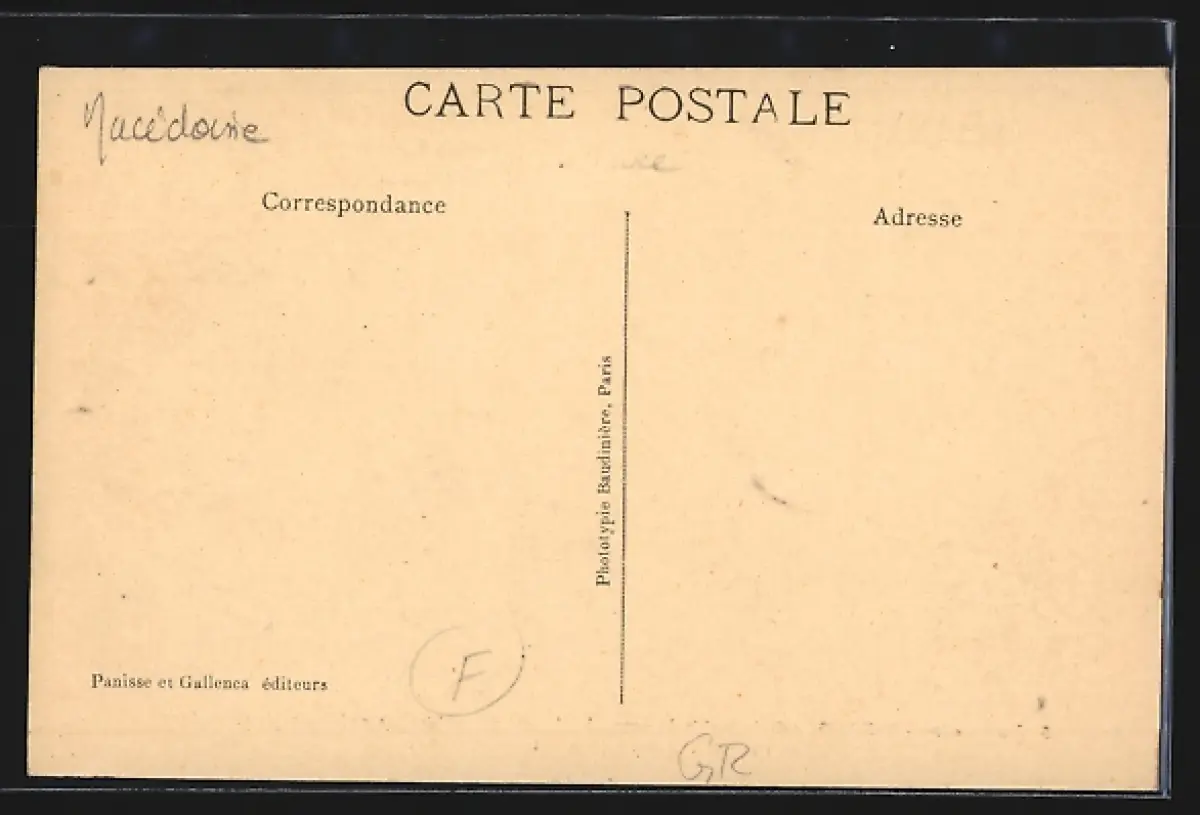 CARTE POSTALE
Macédoine
Correspondance
Adresse
Phototypie Baudinière, Paris
Panisse et Gallenca éditeurs
F
GR